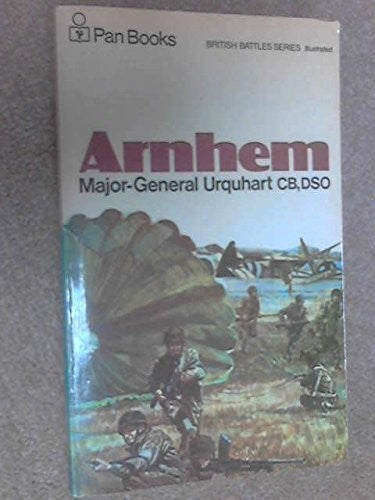 Pan Books
BRITISH BATTLES SERIES Illustrated
Arnhem
Major-General Urquhart CB,DSO